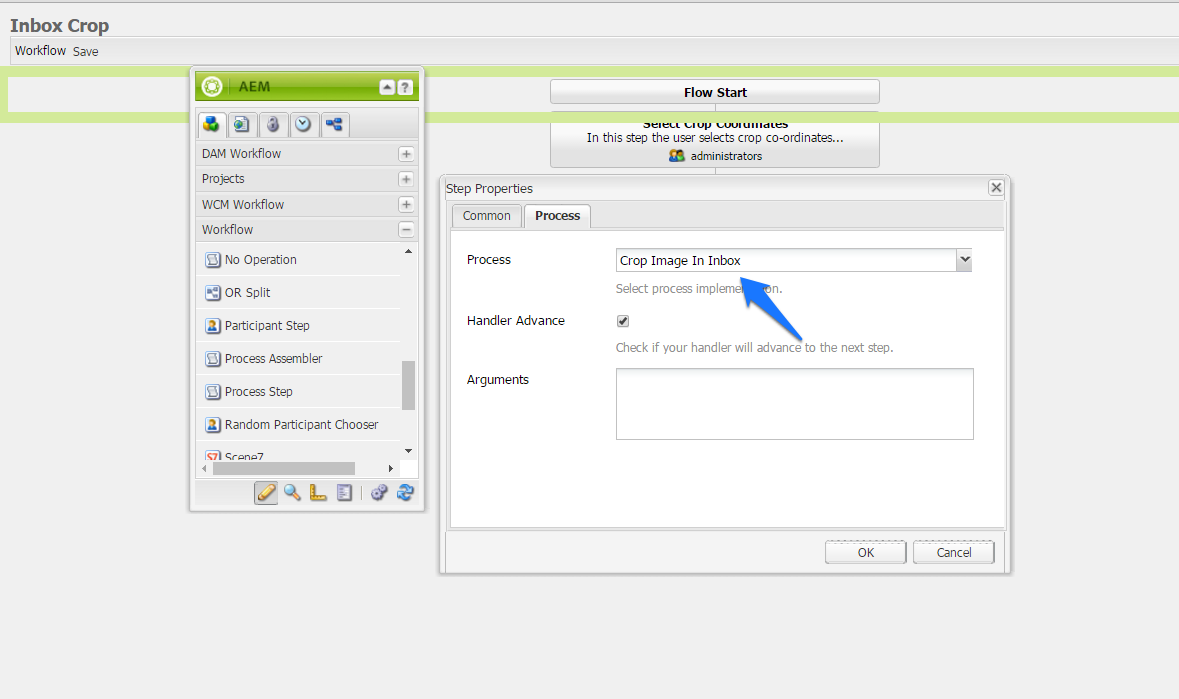 Inbox Crop
Workflow Save
AEM
?
DAM Workflow
Projects
WCM Workflow
Workflow
No Operation
OR Split
Participant Step
Process Assembler
Process Step
Random Participant Chooser
Scene7
Flow Start
Select Crop Coordinates
In this step the user selects crop co-ordinates...
administrators
Step Properties
Common Process
Process Crop Image In Inbox
Select process implemen on.
Handler Advance
Check if your handler will advance to the next step.
Arguments
OK Cancel